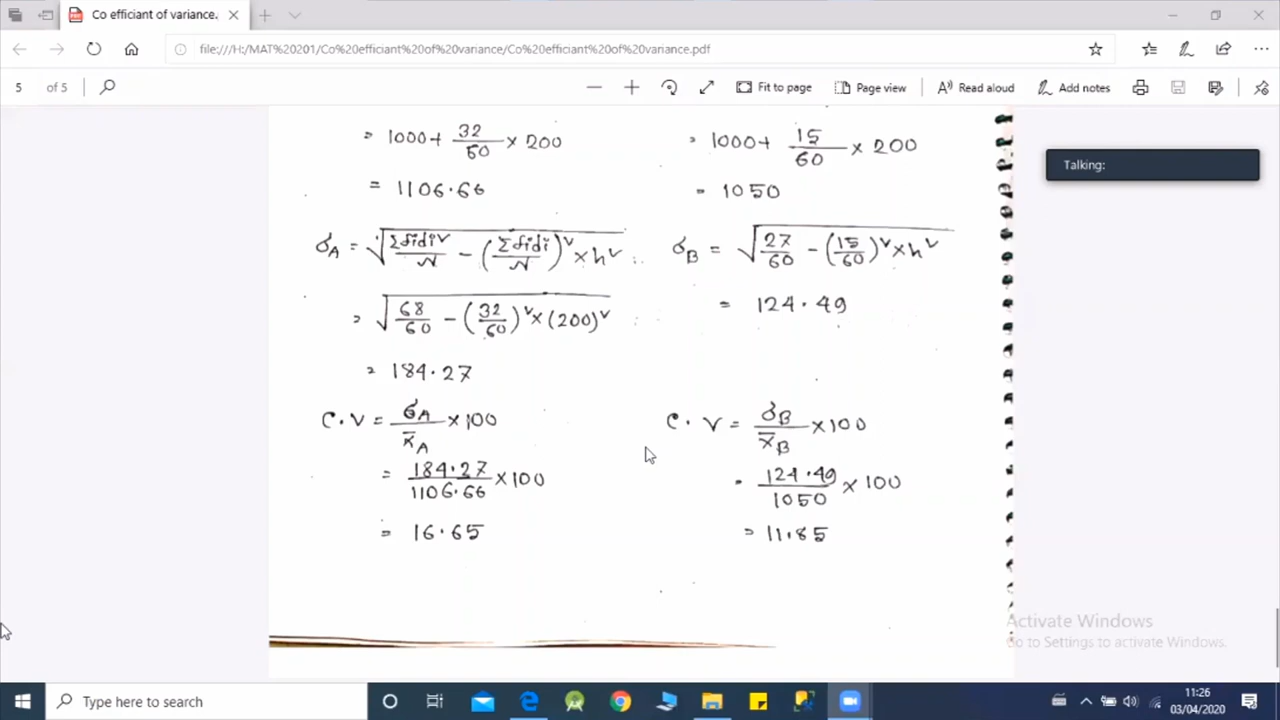 Co efficiant of variance.
file:///H:/MAT%20201/Co%20efficiant%20of%20variance/Co%20efficiant%20of%20variance.pdf
5 of 5
Fit to page
Page view
Read aloud
Add notes
Talking:
= 1000 + 32/60 × 200
= 1106.66
σA = √(Σfidi²/N − (Σfidi/N)² × h²)
= √(68/60 − (32/60)² × (200)²)
= 184.27
C.V = σA/x̄A × 100
= 184.27/1106.66 × 100
= 16.65
= 1000 + 15/60 × 200
= 1050
σB = √(27/60 − (15/60)² × h²)
= 124.49
C.V = σB/x̄B × 100
= 124.49/1050 × 100
= 11.85
Activate Windows
Go to Settings to activate Windows.
Type here to search
11:26
03/04/2020